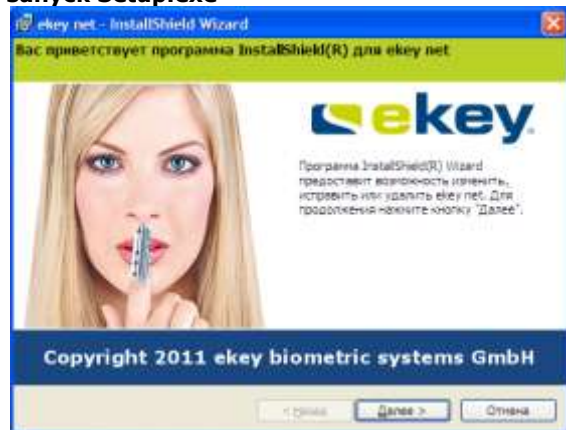 запуск Setup.exe
ekey net - InstallShield Wizard
Вас приветствует программа InstallShield(R) для ekey net
ekey
Программа InstallShield(R) Wizard
предоставит возможность изменить,
исправить или удалить ekey net. Для
продолжения нажмите кнопку "Далее".
Copyright 2011 ekey biometric systems GmbH
< Назад
Далее >
Отмена